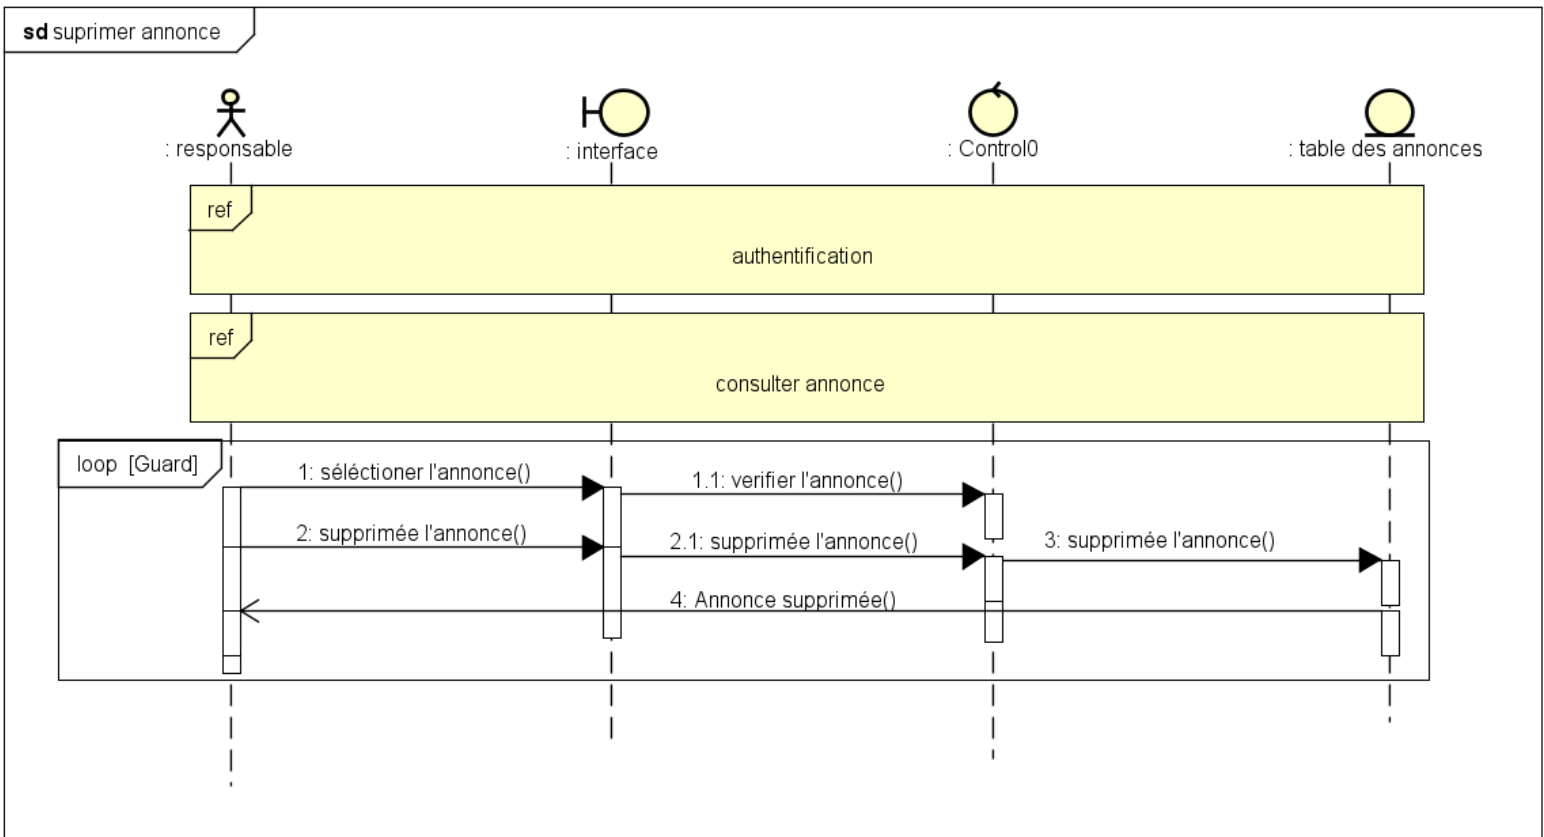 sd suprimer annonce
: responsable
: interface
: Control0
: table des annonces
ref
authentification
ref
consulter annonce
loop [Guard]
1: séléctioner l'annonce()
1.1: verifier l'annonce()
2: supprimée l'annonce()
2.1: supprimée l'annonce()
3: supprimée l'annonce()
4: Annonce supprimée()